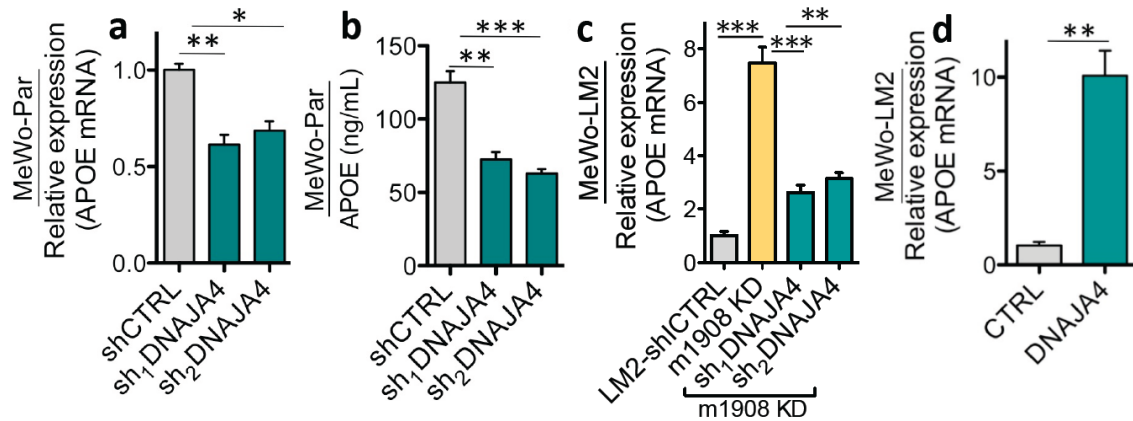 a
MeWo-Par
Relative expression
(APOE mRNA)
1.0
0.5
0.0
**
*
shCTRL
sh₁DNAJA4
sh₂DNAJA4
b
MeWo-Par
APOE (ng/mL)
150
100
50
0
**
***
shCTRL
sh₁DNAJA4
sh₂DNAJA4
c
MeWo-LM2
Relative expression
(APOE mRNA)
8
6
4
2
0
***
***
**
LM2-shICTRL
m1908 KD
sh₁DNAJA4
sh₂DNAJA4
m1908 KD
d
MeWo-LM2
Relative expression
(APOE mRNA)
10
5
0
**
CTRL
DNAJA4